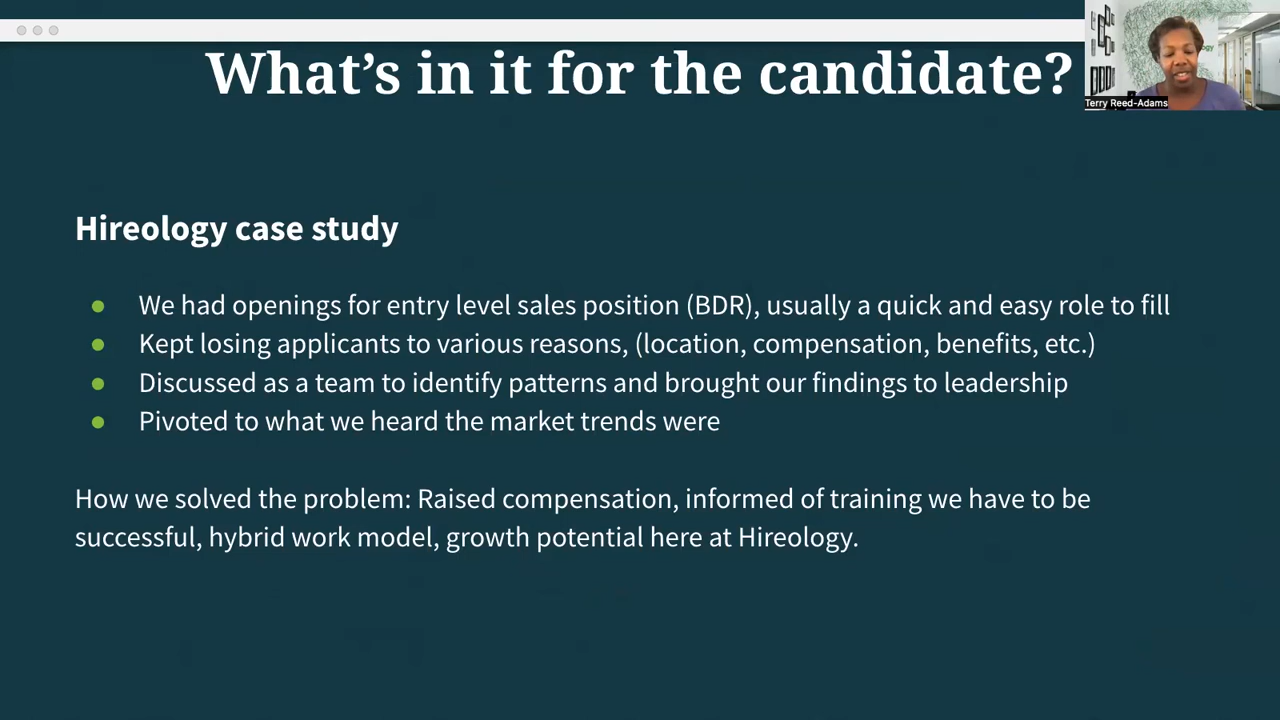 What's in it for the candidate?
Terry Reed-Adams
Hireology case study
● We had openings for entry level sales position (BDR), usually a quick and easy role to fill
● Kept losing applicants to various reasons, (location, compensation, benefits, etc.)
● Discussed as a team to identify patterns and brought our findings to leadership
● Pivoted to what we heard the market trends were
How we solved the problem: Raised compensation, informed of training we have to be
successful, hybrid work model, growth potential here at Hireology.